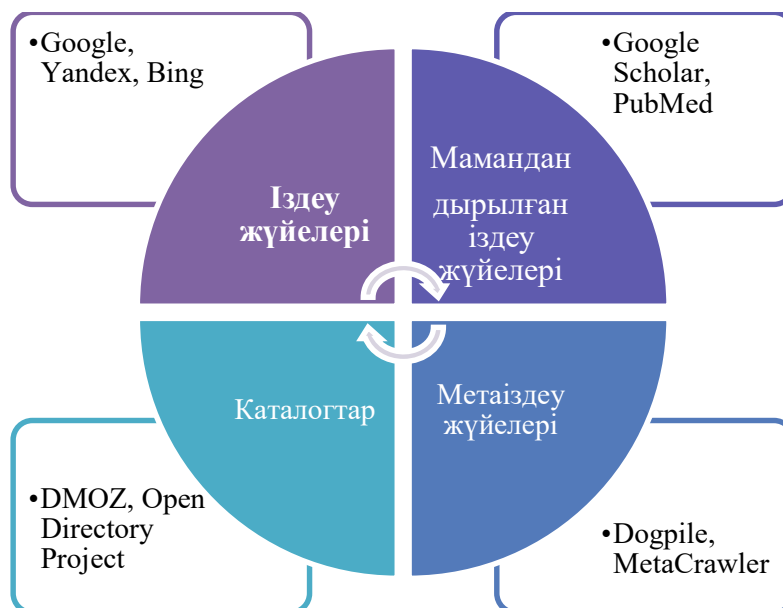 •Google,
Yandex, Bing
•Google
Scholar,
PubMed
Іздеу
жүйелері
Мамандан
дырылған
іздеу
жүйелері
Каталогтар
Метаіздеу
жүйелері
•DMOZ, Open
Directory
Project
•Dogpile,
MetaCrawler